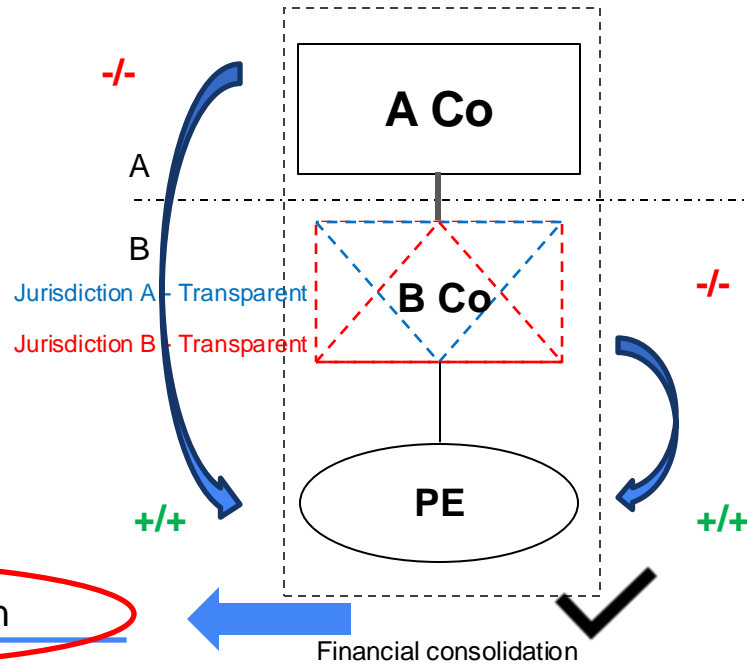 -/-
A Co
A
B
Jurisdiction A - Transparent
B Co
-/-
Jurisdiction B - Transparent
PE
+/+
+/+
Financial consolidation